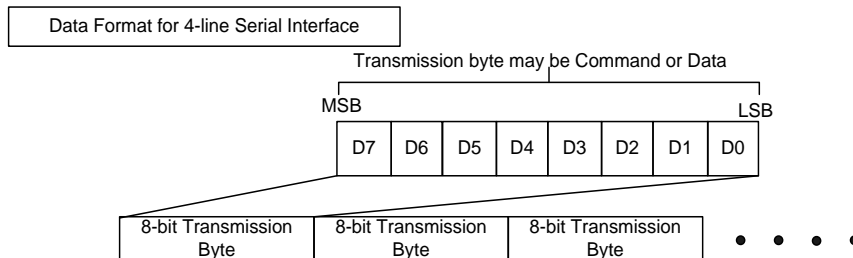 Data Format for 4-line Serial Interface
Transmission byte may be Command or Data
MSB
LSB
D7 D6 D5 D4 D3 D2 D1 D0
8-bit Transmission Byte
8-bit Transmission Byte
8-bit Transmission Byte